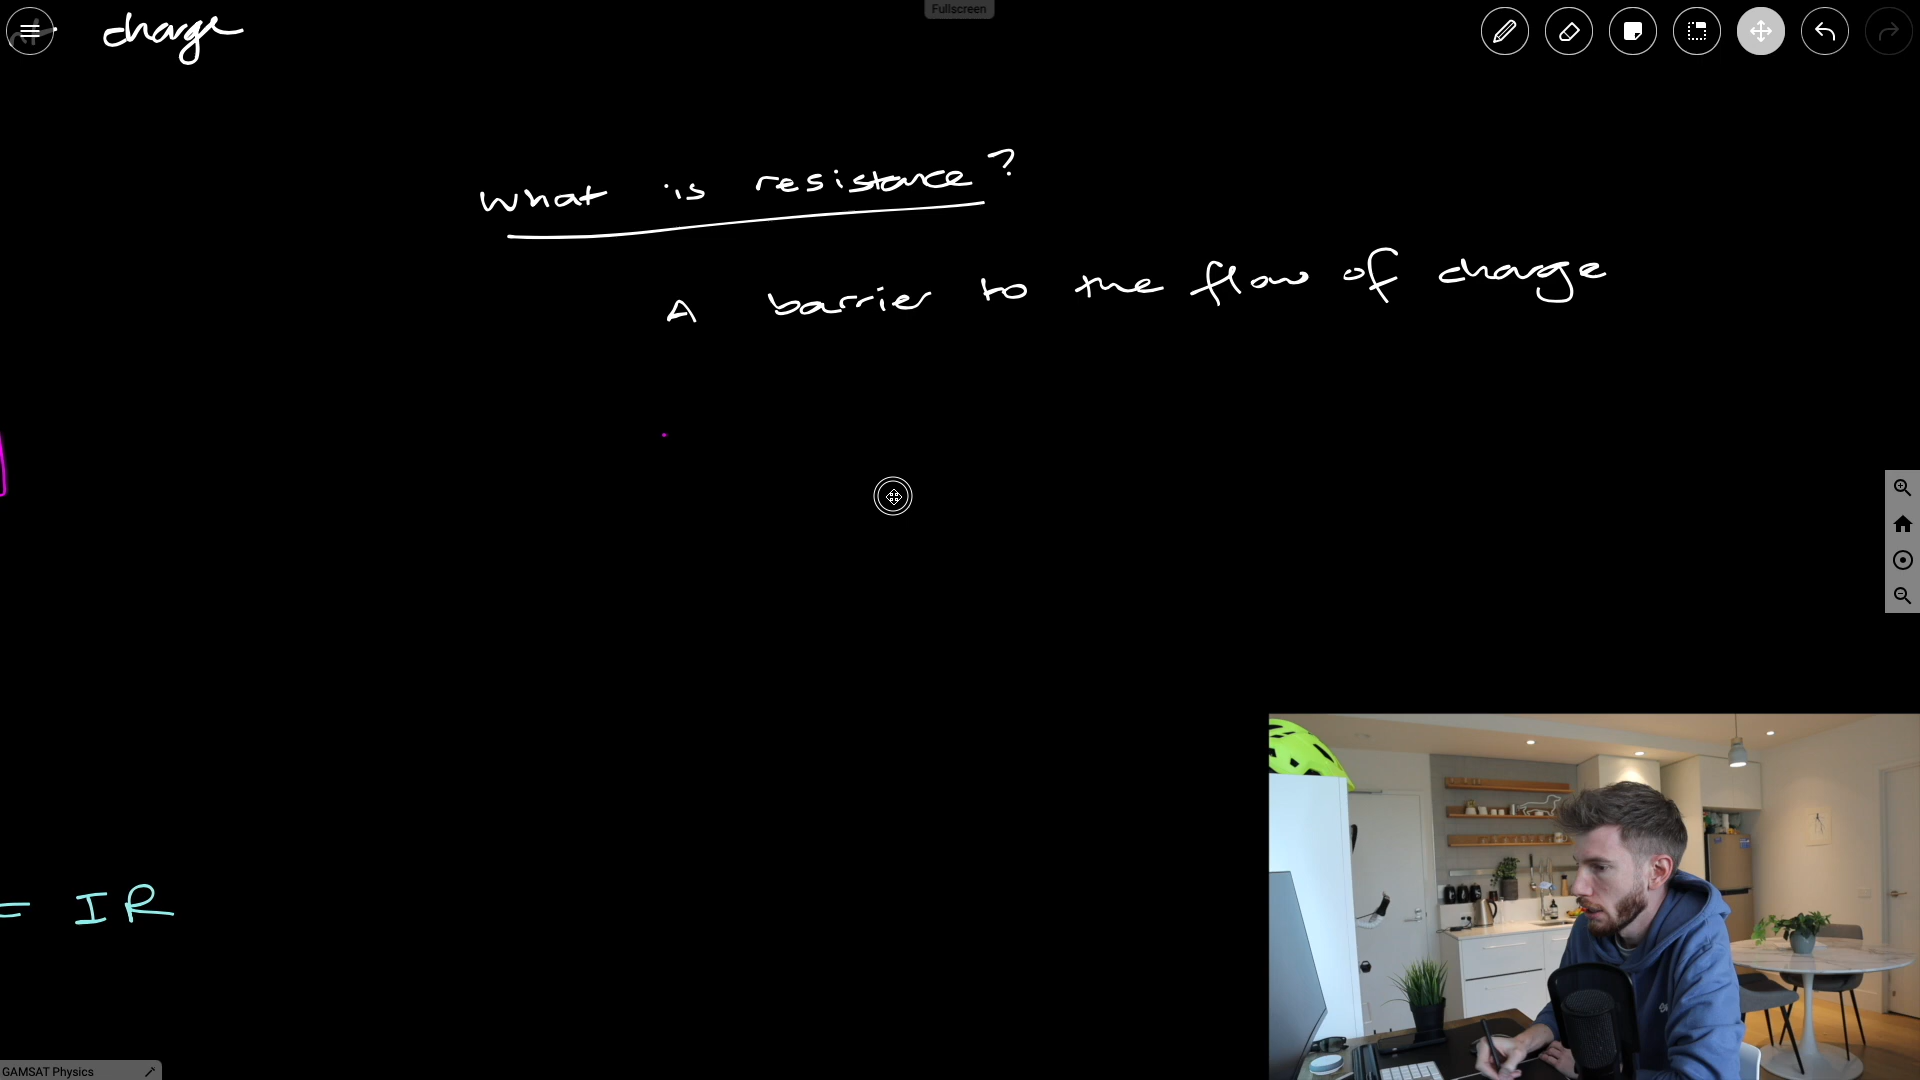 Fullscreen
charge
What is resistance?
A barrier to the flow of charge
= IR
GAMSAT Physics